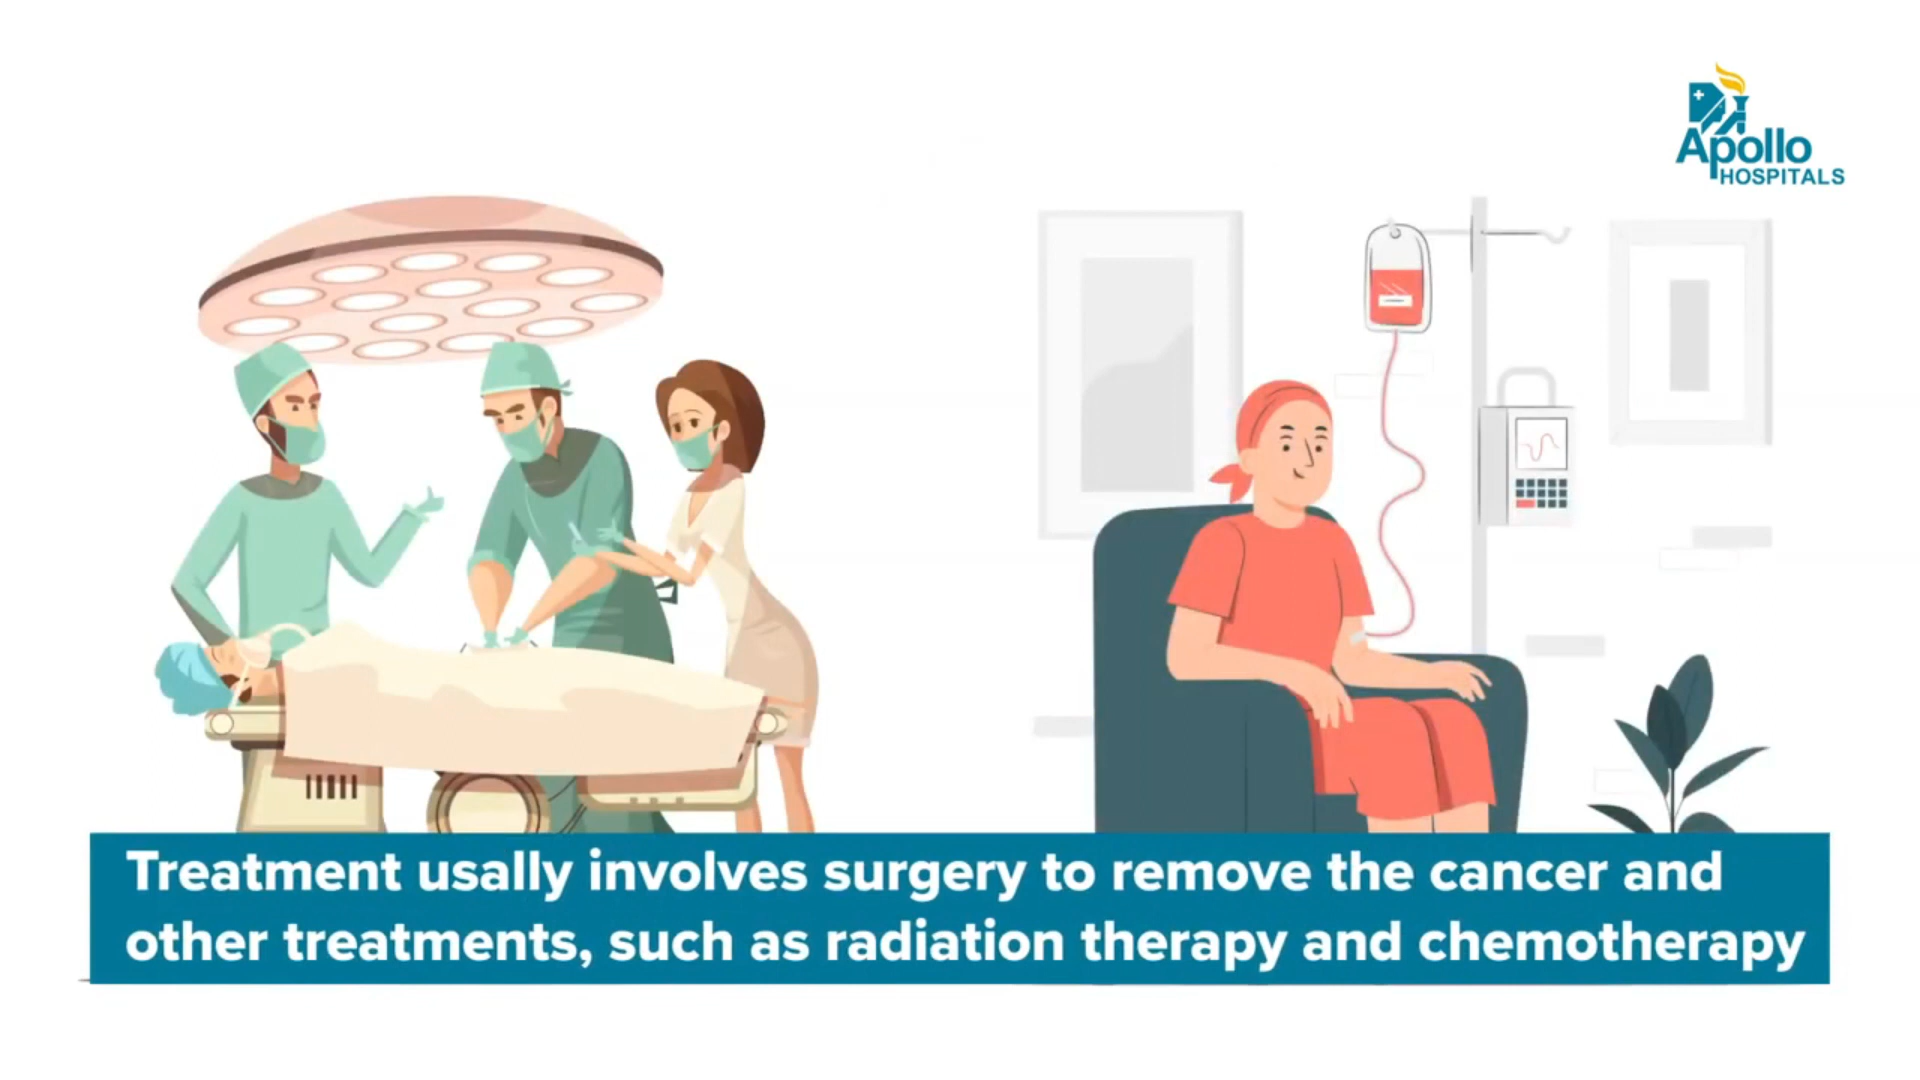 Apollo
HOSPITALS
Treatment usally involves surgery to remove the cancer and
other treatments, such as radiation therapy and chemotherapy